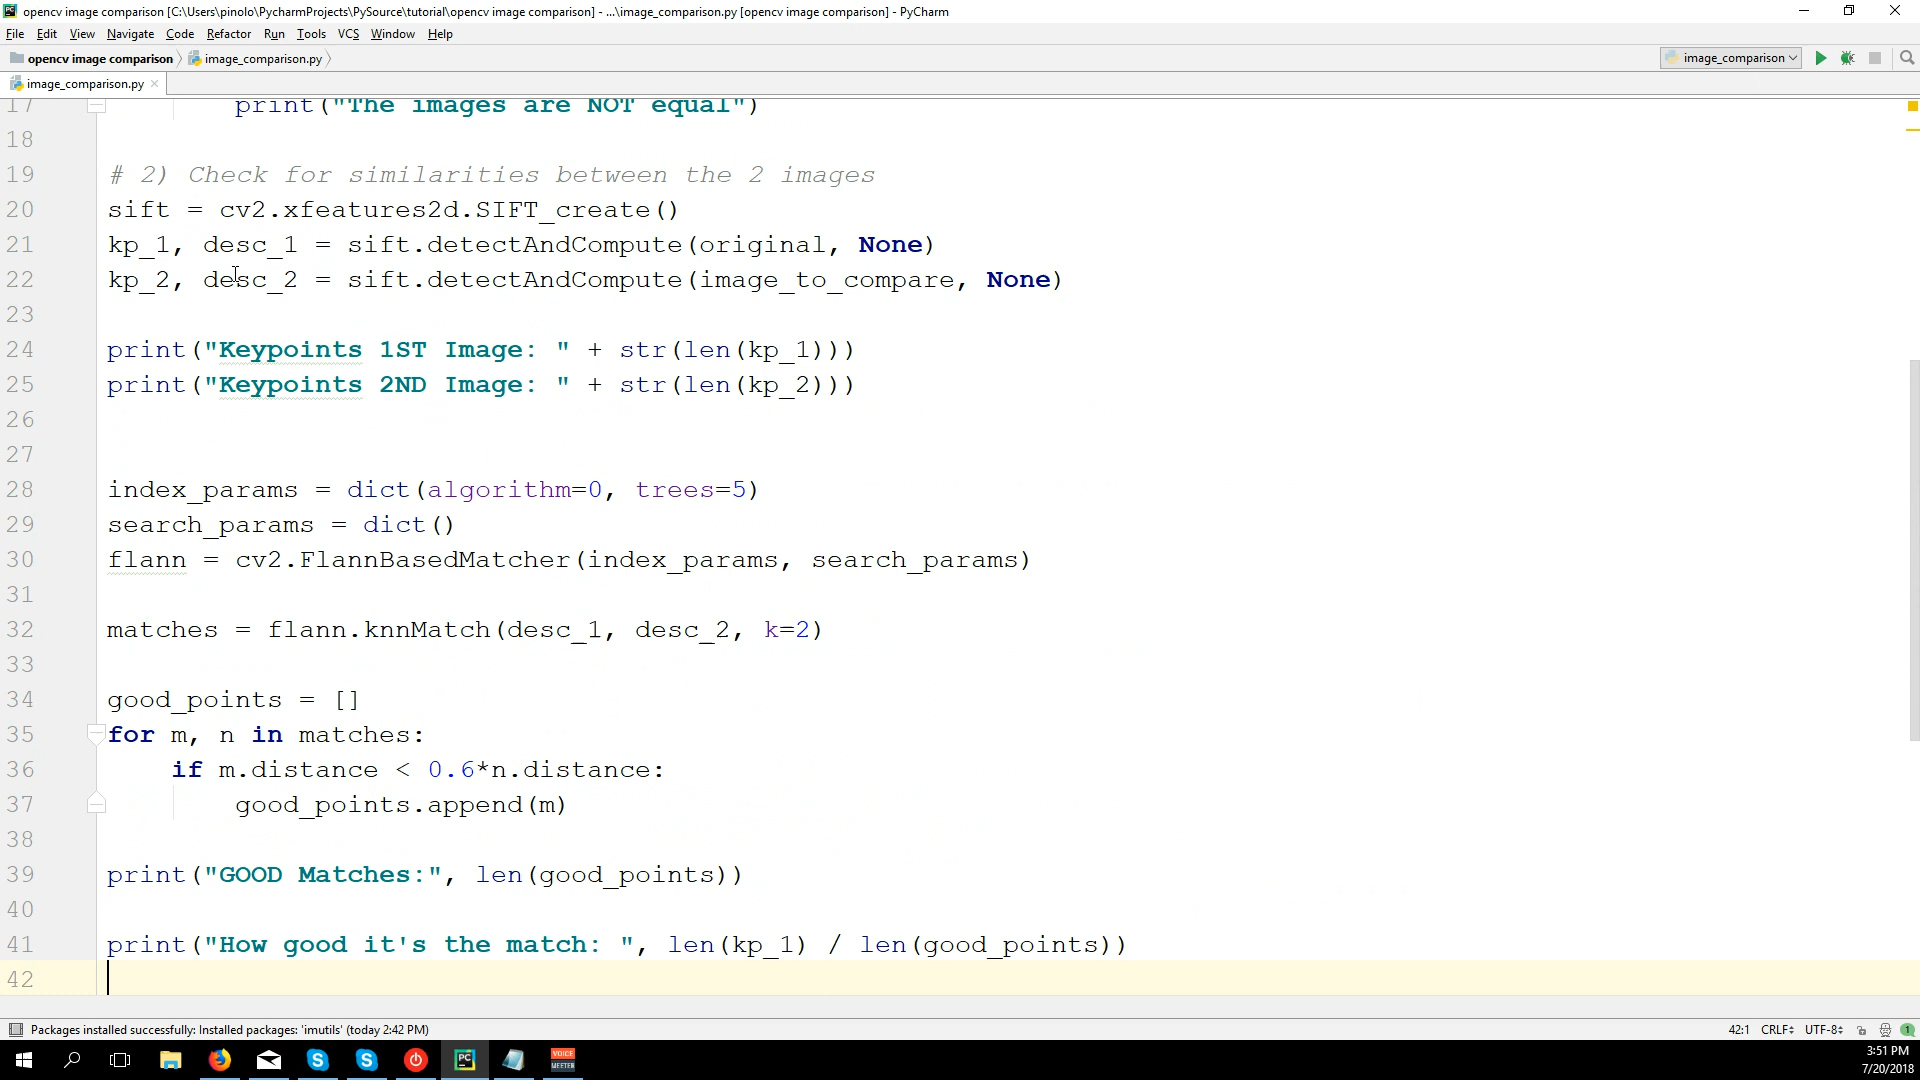 opencv image comparison [C:\Users\pinolo\PycharmProjects\PySource\tutorial\opencv image comparison] - ...\image_comparison.py [opencv image comparison] - PyCharm
File Edit View Navigate Code Refactor Run Tools VCS Window Help
opencv image comparison image_comparison.py image_comparison
image_comparison.py
17 print("The images are NOT equal")
18
19 # 2) Check for similarities between the 2 images
20 sift = cv2.xfeatures2d.SIFT_create()
21 kp_1, desc_1 = sift.detectAndCompute(original, None)
22 kp_2, desc_2 = sift.detectAndCompute(image_to_compare, None)
23
24 print("Keypoints 1ST Image: " + str(len(kp_1)))
25 print("Keypoints 2ND Image: " + str(len(kp_2)))
26
27
28 index_params = dict(algorithm=0, trees=5)
29 search_params = dict()
30 flann = cv2.FlannBasedMatcher(index_params, search_params)
31
32 matches = flann.knnMatch(desc_1, desc_2, k=2)
33
34 good_points = []
35 for m, n in matches:
36 if m.distance < 0.6*n.distance:
37 good_points.append(m)
38
39 print("GOOD Matches:", len(good_points))
40
41 print("How good it's the match: ", len(kp_1) / len(good_points))
42
Packages installed successfully: Installed packages: 'imutils' (today 2:42 PM) 42:1 CRLF UTF-8 1
PC VOICE MEETER 3:51 PM
7/20/2018